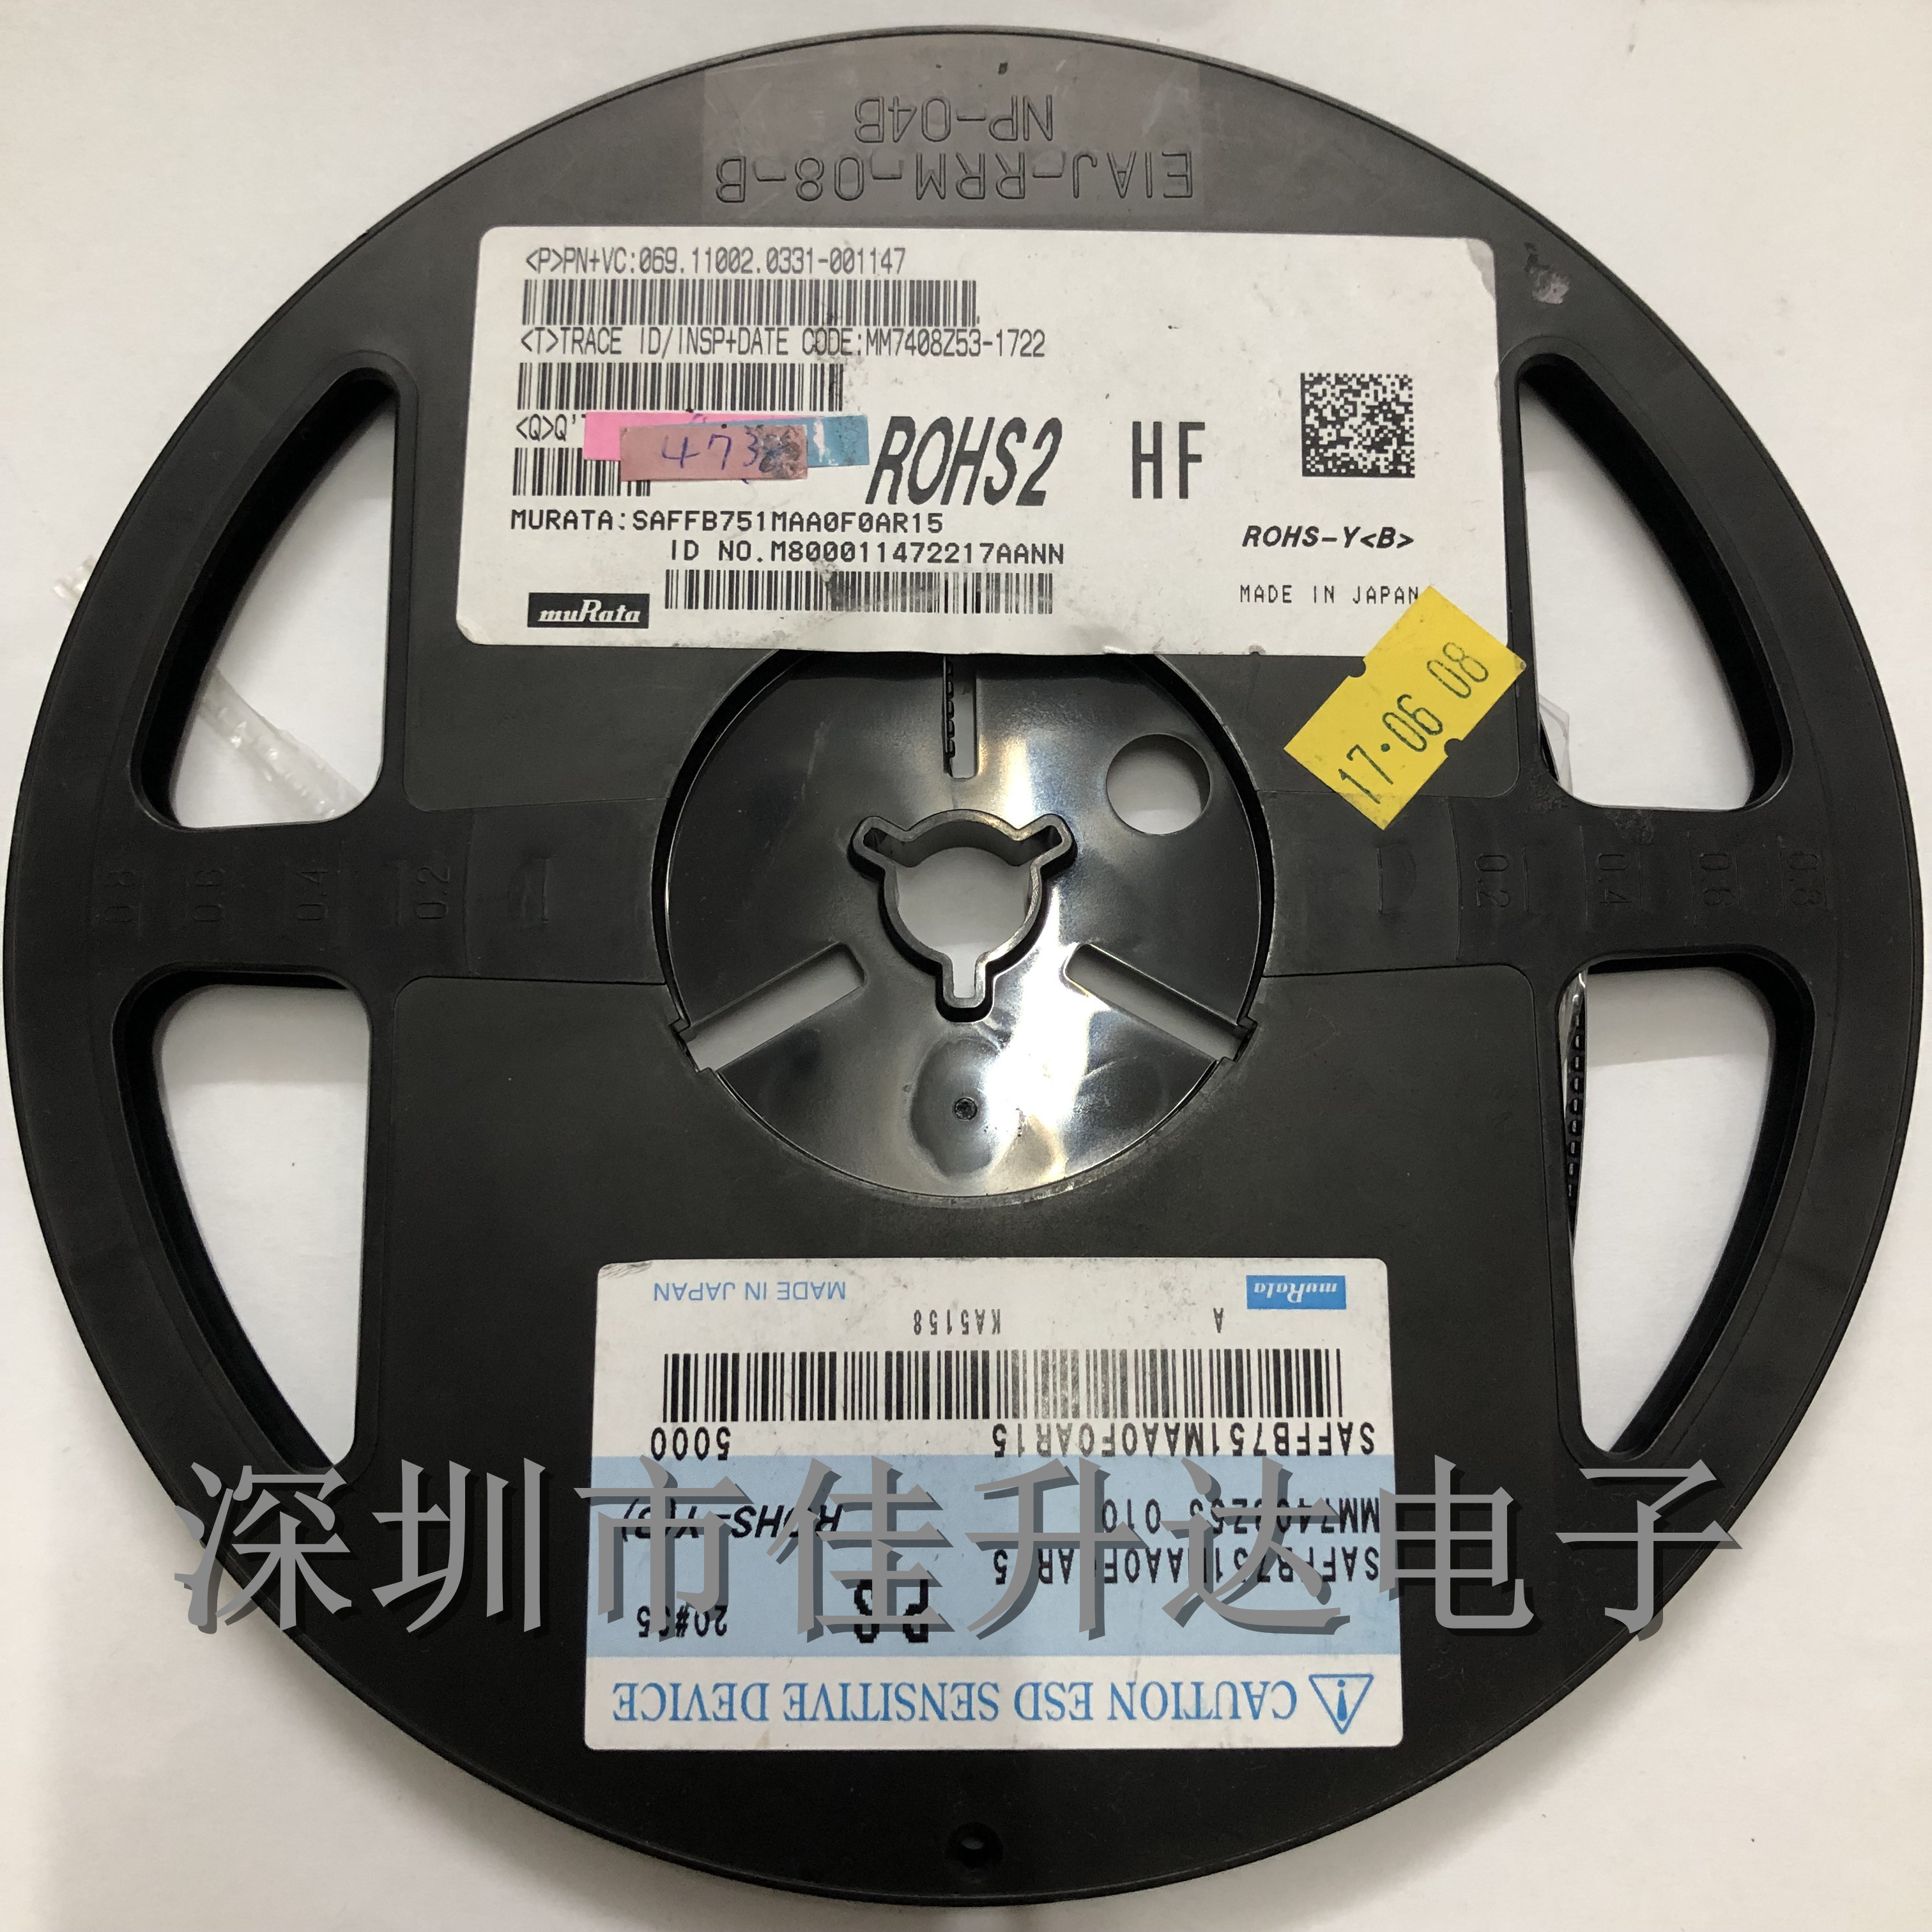 EIAJ-RRM-08-B
NP-04B
<P>PN+VC:069.11002.0331-001147
<T>TRACE ID/INSP+DATE CODE:MM7408Z53-1722
<Q>Q'
473
ROHS2 HF
MURATA:SAFFB751MAA0F0AR15
ROHS-Y<B>
ID NO.M800011472217AANN
MADE IN JAPAN
muRata
17·06 08
0.8 0.6 0.4 0.2
0.2 0.4 0.6 0.8
CAUTION ESD SENSITIVE DEVICE
20#
ROHS-Y
SAFFB751MAA0F0AR15 5000
A KA5158
muRata MADE IN JAPAN
深圳市佳升达电子